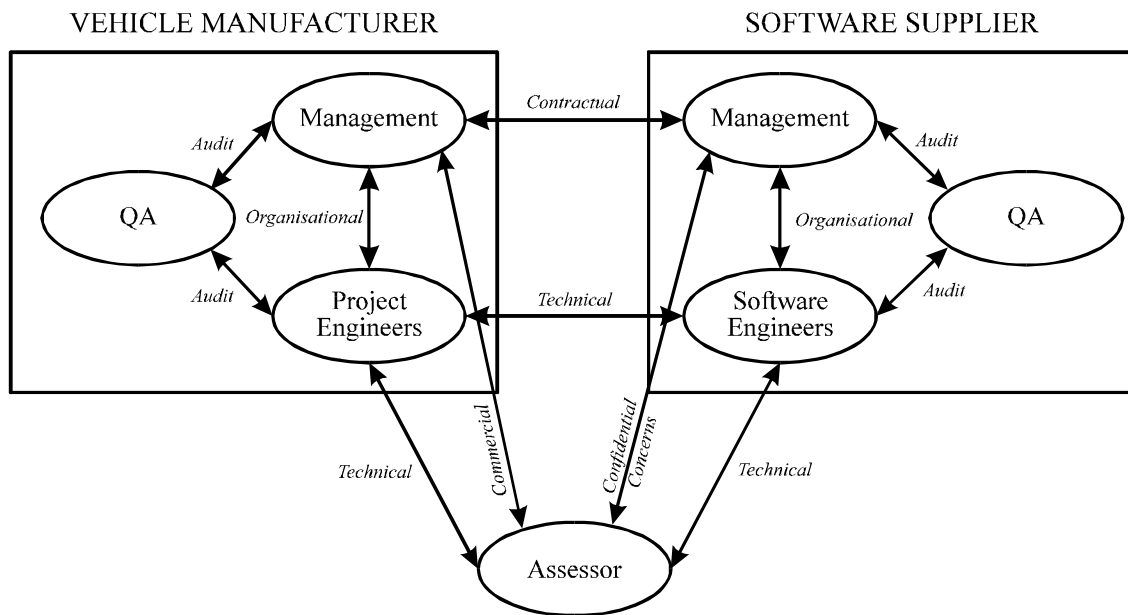 VEHICLE MANUFACTURER
SOFTWARE SUPPLIER
Management
Contractual
Management
Audit
Audit
QA
Organisational
Organisational
QA
Audit
Project
Engineers
Technical
Software
Engineers
Audit
Technical
Commercial
Confidential
Concerns
Technical
Assessor